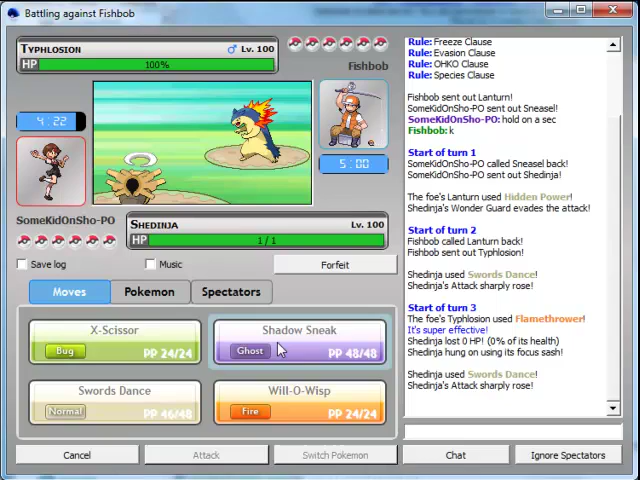 Battling against Fishbob
TYPHLOSION ♂ Lv. 100
HP 100%
Fishbob
4:22
5:00
SomeKidOnSho-PO
SHEDINJA Lv. 100
HP 1 / 1
Save log
Music
Forfeit
Moves
Pokemon
Spectators
X-Scissor
Bug PP 24/24
Shadow Sneak
Ghost PP 48/48
Swords Dance
Normal PP 46/48
Will-O-Wisp
Fire PP 24/24
Cancel
Attack
Switch Pokemon
Chat
Ignore Spectators
Rule: Freeze Clause
Rule: Evasion Clause
Rule: OHKO Clause
Rule: Species Clause
Fishbob sent out Lanturn!
SomeKidOnSho-PO sent out Sneasel!
SomeKidOnSho-PO: hold on a sec
Fishbob: k
Start of turn 1
SomeKidOnSho-PO called Sneasel back!
SomeKidOnSho-PO sent out Shedinja!
The foe's Lanturn used Hidden Power!
Shedinja's Wonder Guard evades the attack!
Start of turn 2
Fishbob called Lanturn back!
Fishbob sent out Typhlosion!
Shedinja used Swords Dance!
Shedinja's Attack sharply rose!
Start of turn 3
The foe's Typhlosion used Flamethrower!
It's super effective!
Shedinja lost 0 HP! (0% of its health)
Shedinja hung on using its focus sash!
Shedinja used Swords Dance!
Shedinja's Attack sharply rose!